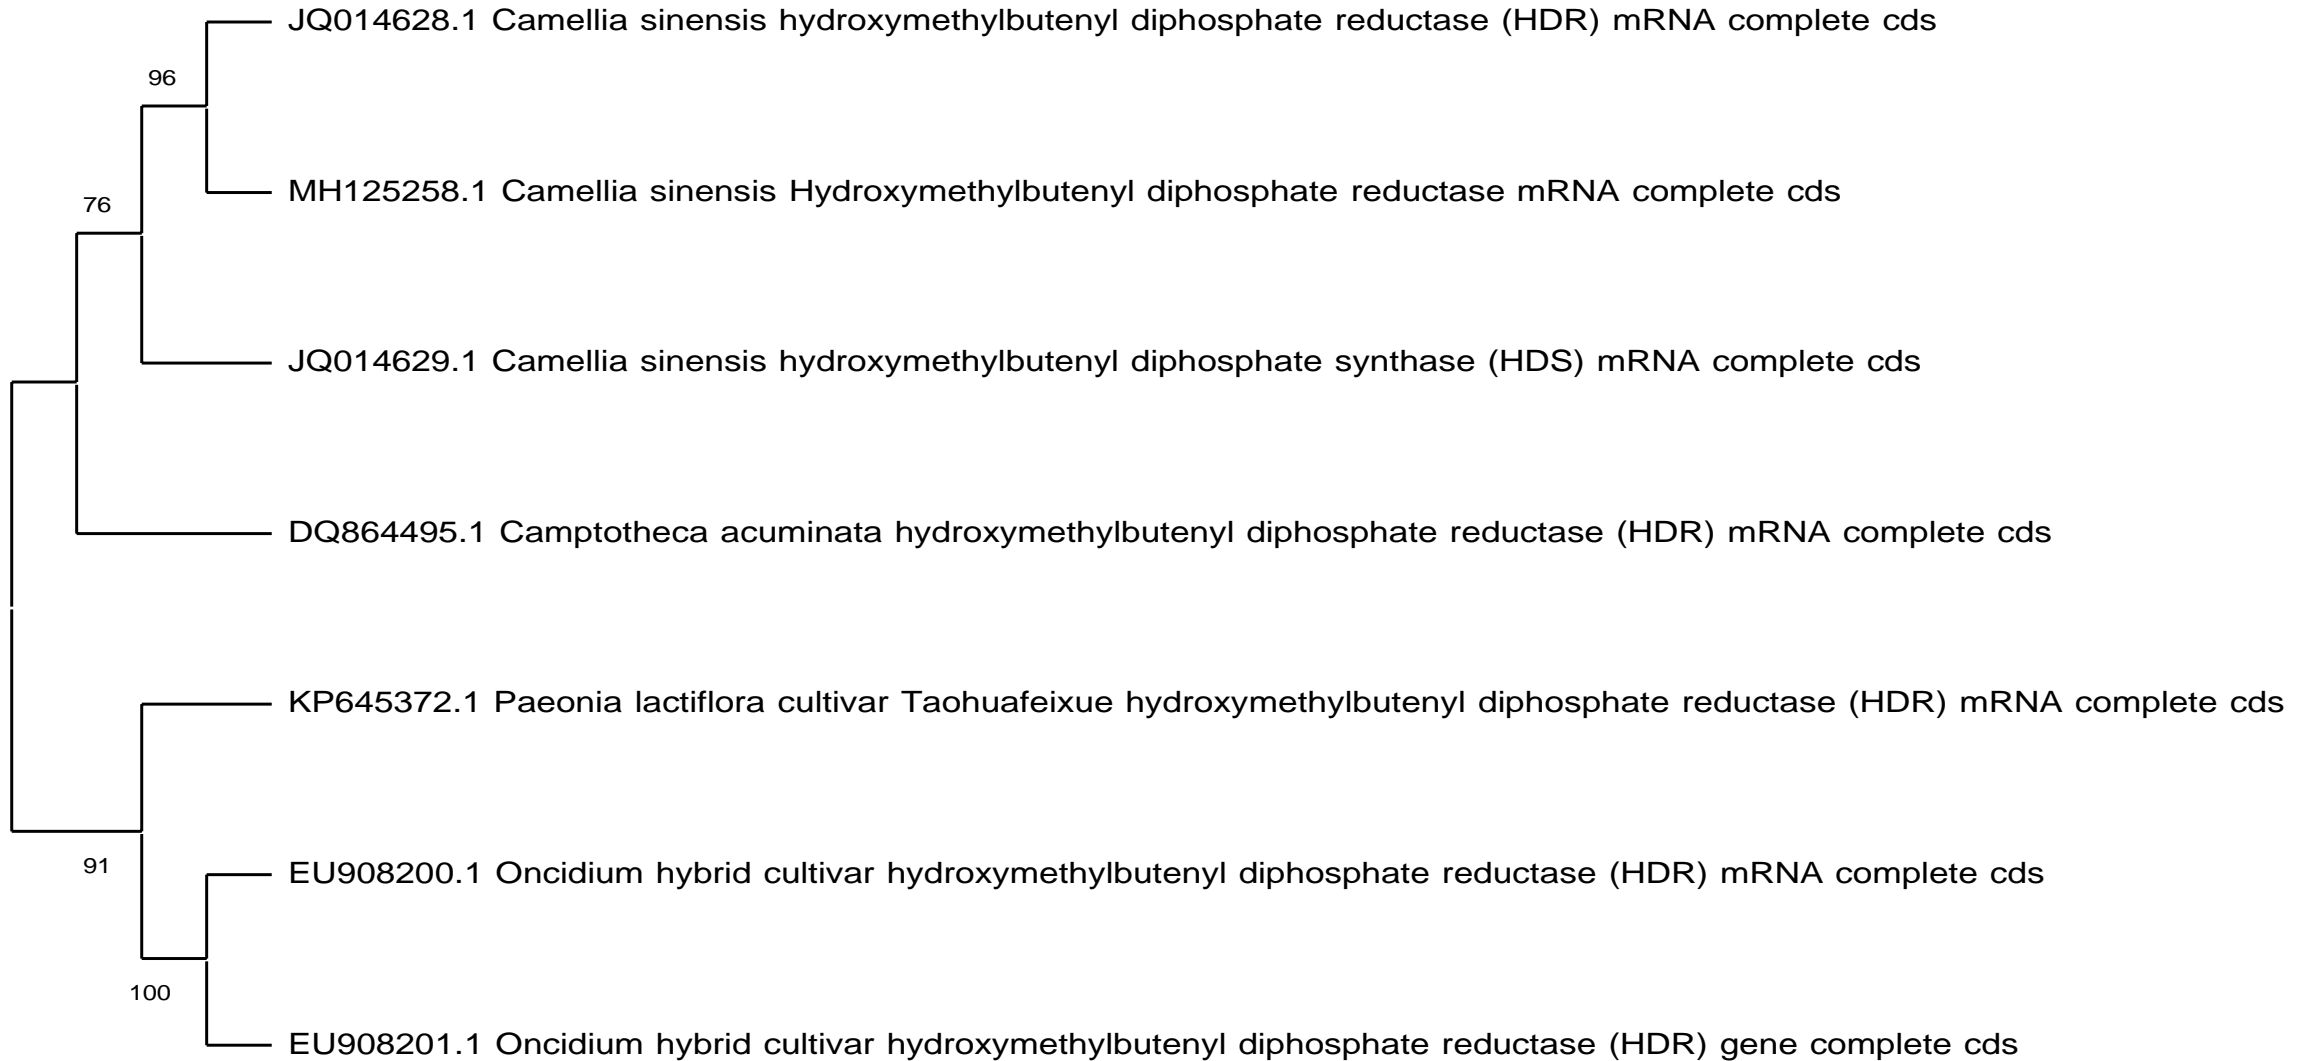 JQ014628.1 Camellia sinensis hydroxymethylbutenyl diphosphate reductase (HDR) mRNA complete cds
96
MH125258.1 Camellia sinensis Hydroxymethylbutenyl diphosphate reductase mRNA complete cds
76
JQ014629.1 Camellia sinensis hydroxymethylbutenyl diphosphate synthase (HDS) mRNA complete cds
DQ864495.1 Camptotheca acuminata hydroxymethylbutenyl diphosphate reductase (HDR) mRNA complete cds
KP645372.1 Paeonia lactiflora cultivar Taohuafeixue hydroxymethylbutenyl diphosphate reductase (HDR) mRNA complete cds
91
EU908200.1 Oncidium hybrid cultivar hydroxymethylbutenyl diphosphate reductase (HDR) mRNA complete cds
100
EU908201.1 Oncidium hybrid cultivar hydroxymethylbutenyl diphosphate reductase (HDR) gene complete cds